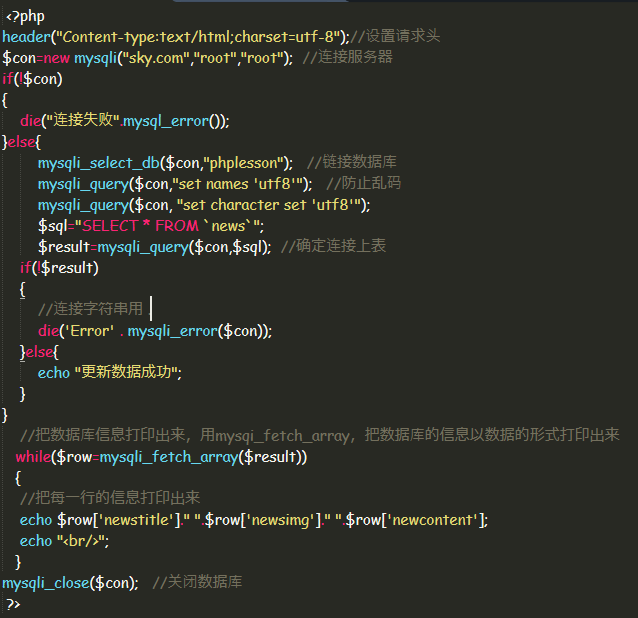 <?php
header("Content-type:text/html;charset=utf-8");//设置请求头
$con=new mysqli("sky.com","root","root");  //连接服务器
if(!$con)
{
    die("连接失败".mysql_error());
}else{
        mysqli_select_db($con,"phplesson");   //链接数据库
        mysqli_query($con,"set names 'utf8'");   //防止乱码
        mysqli_query($con, "set character set 'utf8'");
        $sql="SELECT * FROM `news`";
        $result=mysqli_query($con,$sql);  //确定连接上表
    if(!$result)
    {
        //连接字符串用 .
        die('Error' . mysqli_error($con));
    }else{
        echo "更新数据成功";
    }
}
    //把数据库信息打印出来，用mysqi_fetch_array，把数据库的信息以数据的形式打印出来
   while($row=mysqli_fetch_array($result))
   {
    //把每一行的信息打印出来
    echo $row['newstitle']." ".$row['newsimg']." ".$row['newcontent'];
    echo "<br/>";
   }
mysqli_close($con);   //关闭数据库
 ?>